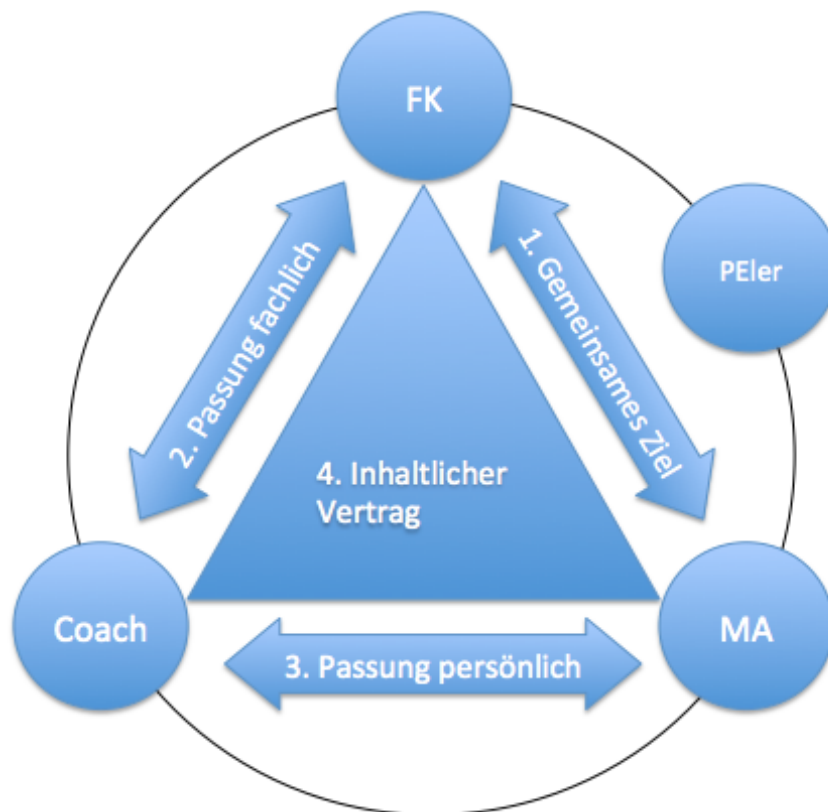 FK
PEler
1. Gemeinsames Ziel
2. Passung fachlich
4. Inhaltlicher
Vertrag
Coach
MA
3. Passung persönlich